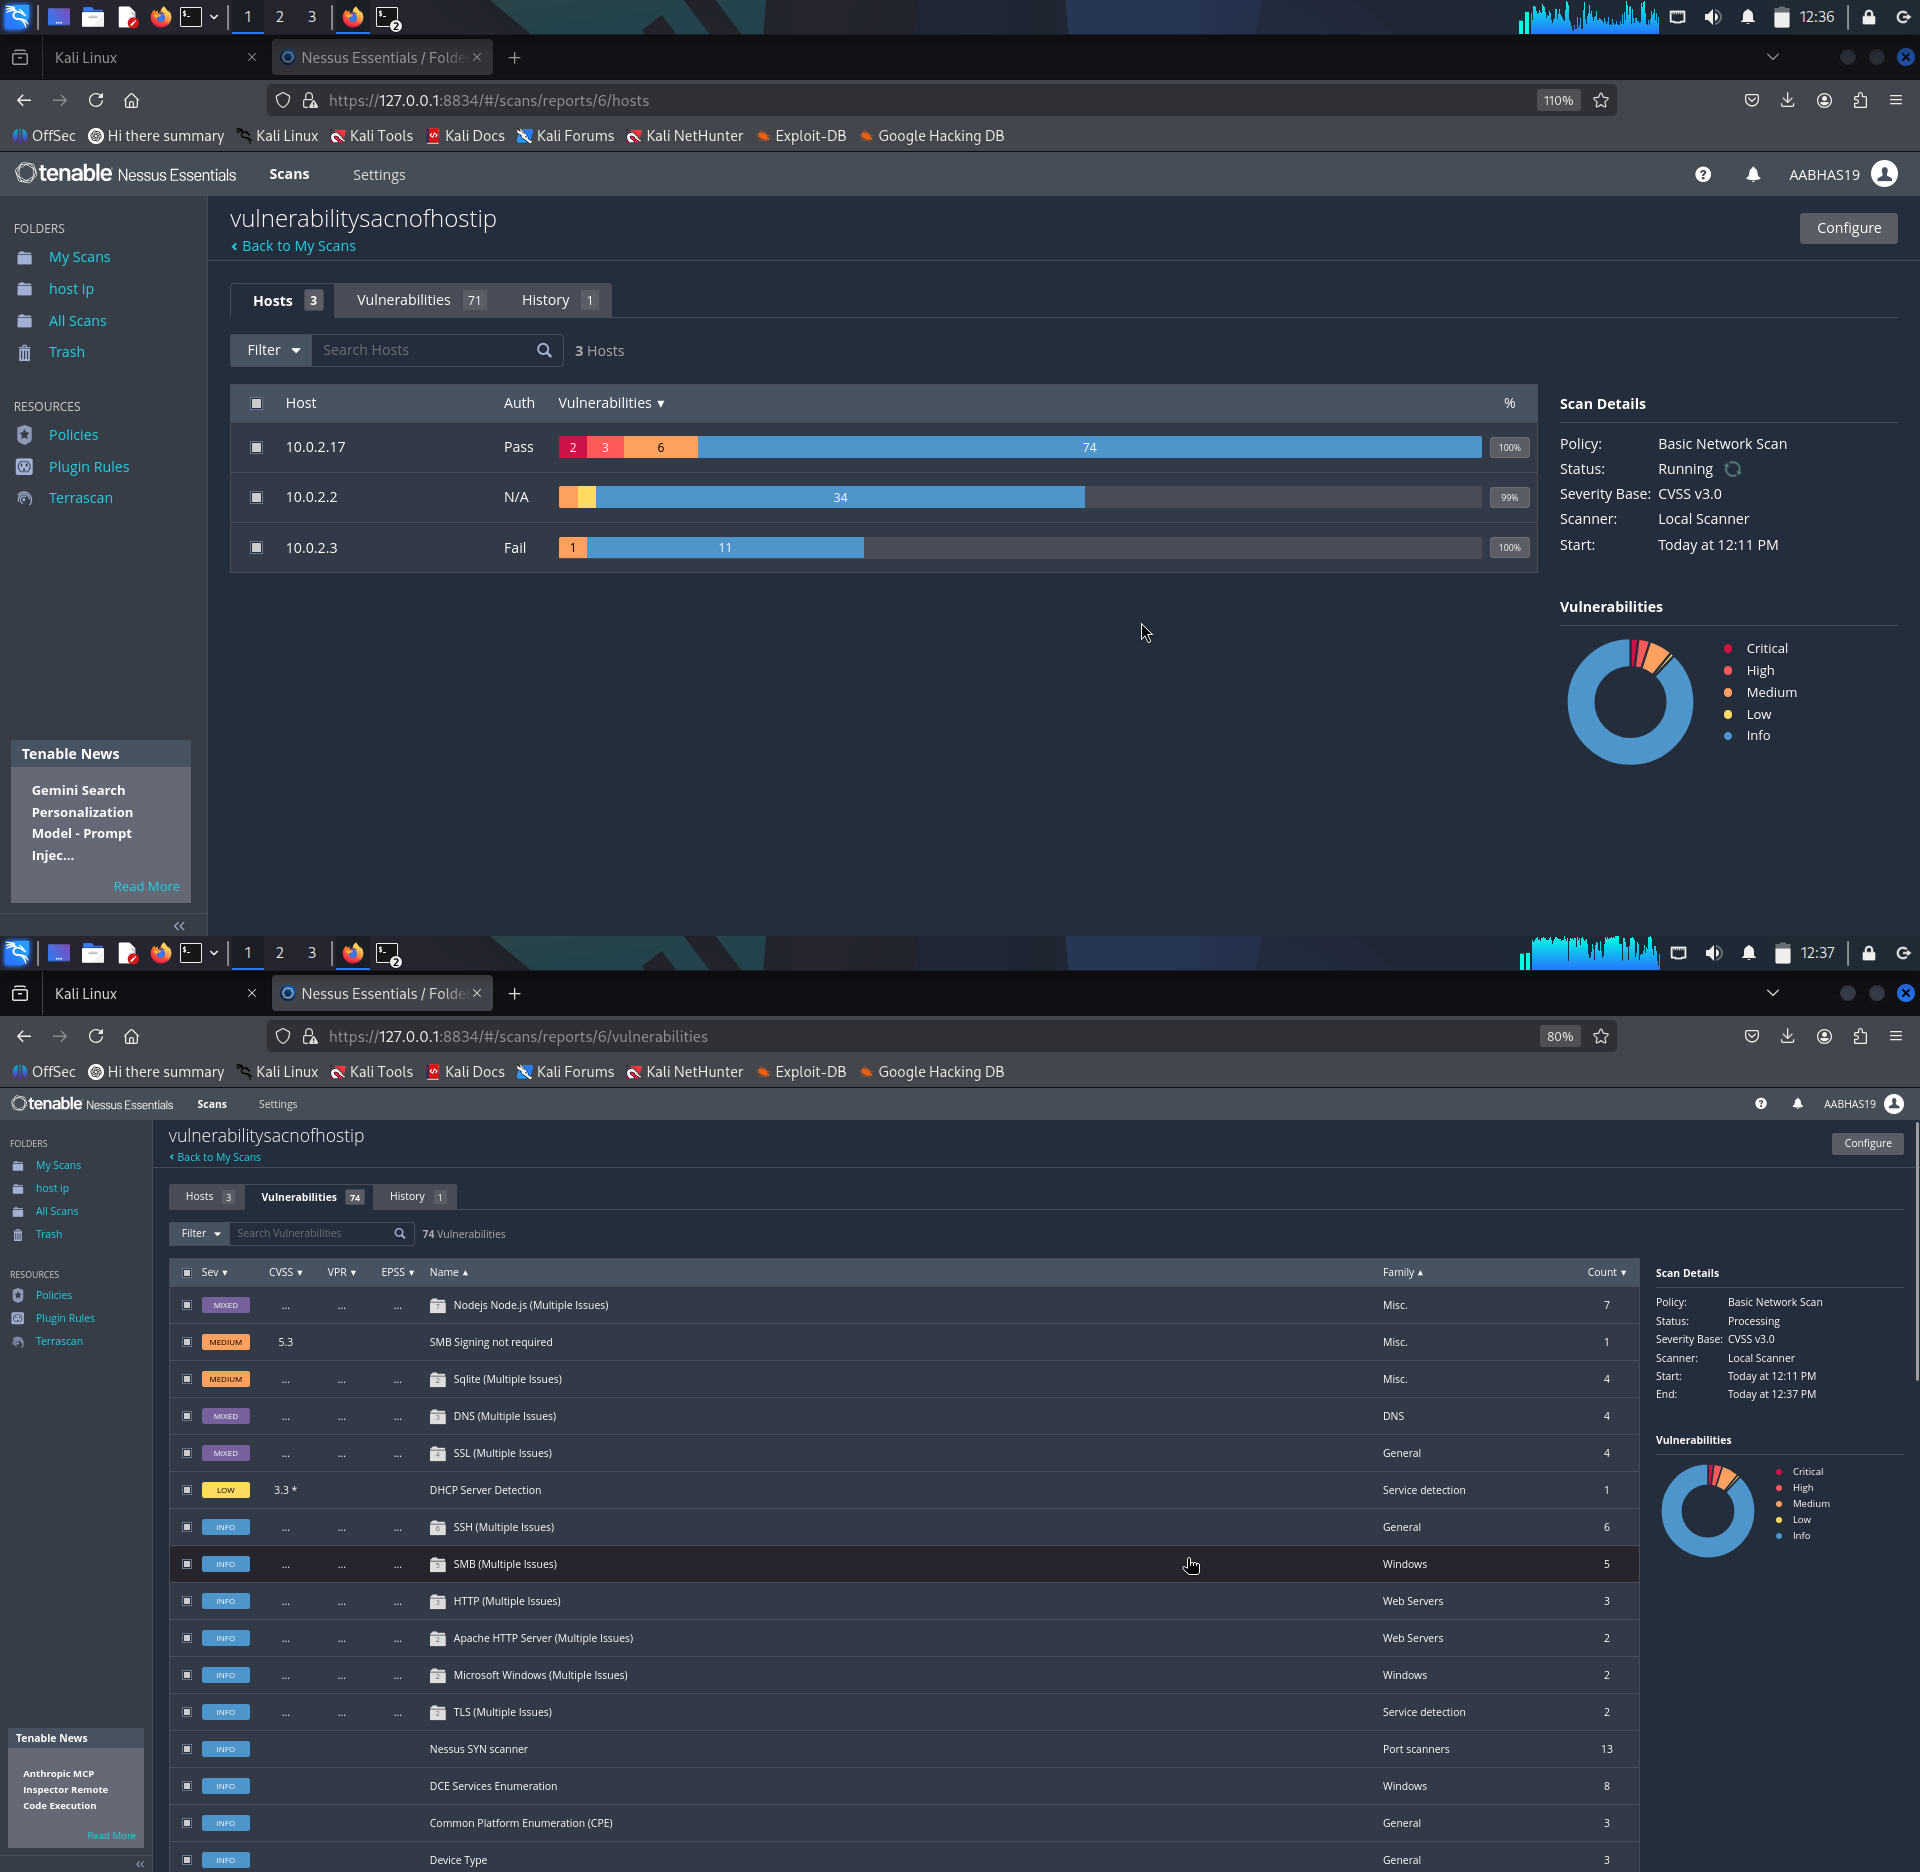 1 2 3 2 12:36
Kali Linux
Nessus Essentials / Folde
https://127.0.0.1:8834/#/scans/reports/6/hosts 110%
OffSec Hi there summary Kali Linux Kali Tools Kali Docs Kali Forums Kali NetHunter Exploit-DB Google Hacking DB
tenable Nessus Essentials Scans Settings AABHAS19
FOLDERS
My Scans
host ip
All Scans
Trash
RESOURCES
Policies
Plugin Rules
Terrascan
Tenable News
Gemini Search
Personalization
Model - Prompt
Injec...
Read More
vulnerabilitysacnofhostip
Back to My Scans
Configure
Hosts 3 Vulnerabilities 71 History 1
Filter Search Hosts 3 Hosts
Host Auth Vulnerabilities %
10.0.2.17 Pass 2 3 6 74 100%
10.0.2.2 N/A 34 99%
10.0.2.3 Fail 1 11 100%
Scan Details
Policy: Basic Network Scan
Status: Running
Severity Base: CVSS v3.0
Scanner: Local Scanner
Start: Today at 12:11 PM
Vulnerabilities
Critical
High
Medium
Low
Info
1 2 3 2 12:37
Kali Linux
Nessus Essentials / Folde
https://127.0.0.1:8834/#/scans/reports/6/vulnerabilities 80%
OffSec Hi there summary Kali Linux Kali Tools Kali Docs Kali Forums Kali NetHunter Exploit-DB Google Hacking DB
tenable Nessus Essentials Scans Settings AABHAS19
FOLDERS
My Scans
host ip
All Scans
Trash
RESOURCES
Policies
Plugin Rules
Terrascan
Tenable News
Anthropic MCP
Inspector Remote
Code Execution
Read More
vulnerabilitysacnofhostip
Back to My Scans
Configure
Hosts 3 Vulnerabilities 74 History 1
Filter Search Vulnerabilities 74 Vulnerabilities
Sev CVSS VPR EPSS Name Family Count
MIXED ... ... ... 7 Nodejs Node.js (Multiple Issues) Misc. 7
MEDIUM 5.3 SMB Signing not required Misc. 1
MEDIUM ... ... ... 2 Sqlite (Multiple Issues) Misc. 4
MIXED ... ... ... 3 DNS (Multiple Issues) DNS 4
MIXED ... ... ... 4 SSL (Multiple Issues) General 4
LOW 3.3 * DHCP Server Detection Service detection 1
INFO ... ... ... 6 SSH (Multiple Issues) General 6
INFO ... ... ... 5 SMB (Multiple Issues) Windows 5
INFO ... ... ... 3 HTTP (Multiple Issues) Web Servers 3
INFO ... ... ... 2 Apache HTTP Server (Multiple Issues) Web Servers 2
INFO ... ... ... 2 Microsoft Windows (Multiple Issues) Windows 2
INFO ... ... ... 2 TLS (Multiple Issues) Service detection 2
INFO Nessus SYN scanner Port scanners 13
INFO DCE Services Enumeration Windows 8
INFO Common Platform Enumeration (CPE) General 3
INFO Device Type General 3
Scan Details
Policy: Basic Network Scan
Status: Processing
Severity Base: CVSS v3.0
Scanner: Local Scanner
Start: Today at 12:11 PM
End: Today at 12:37 PM
Vulnerabilities
Critical
High
Medium
Low
Info